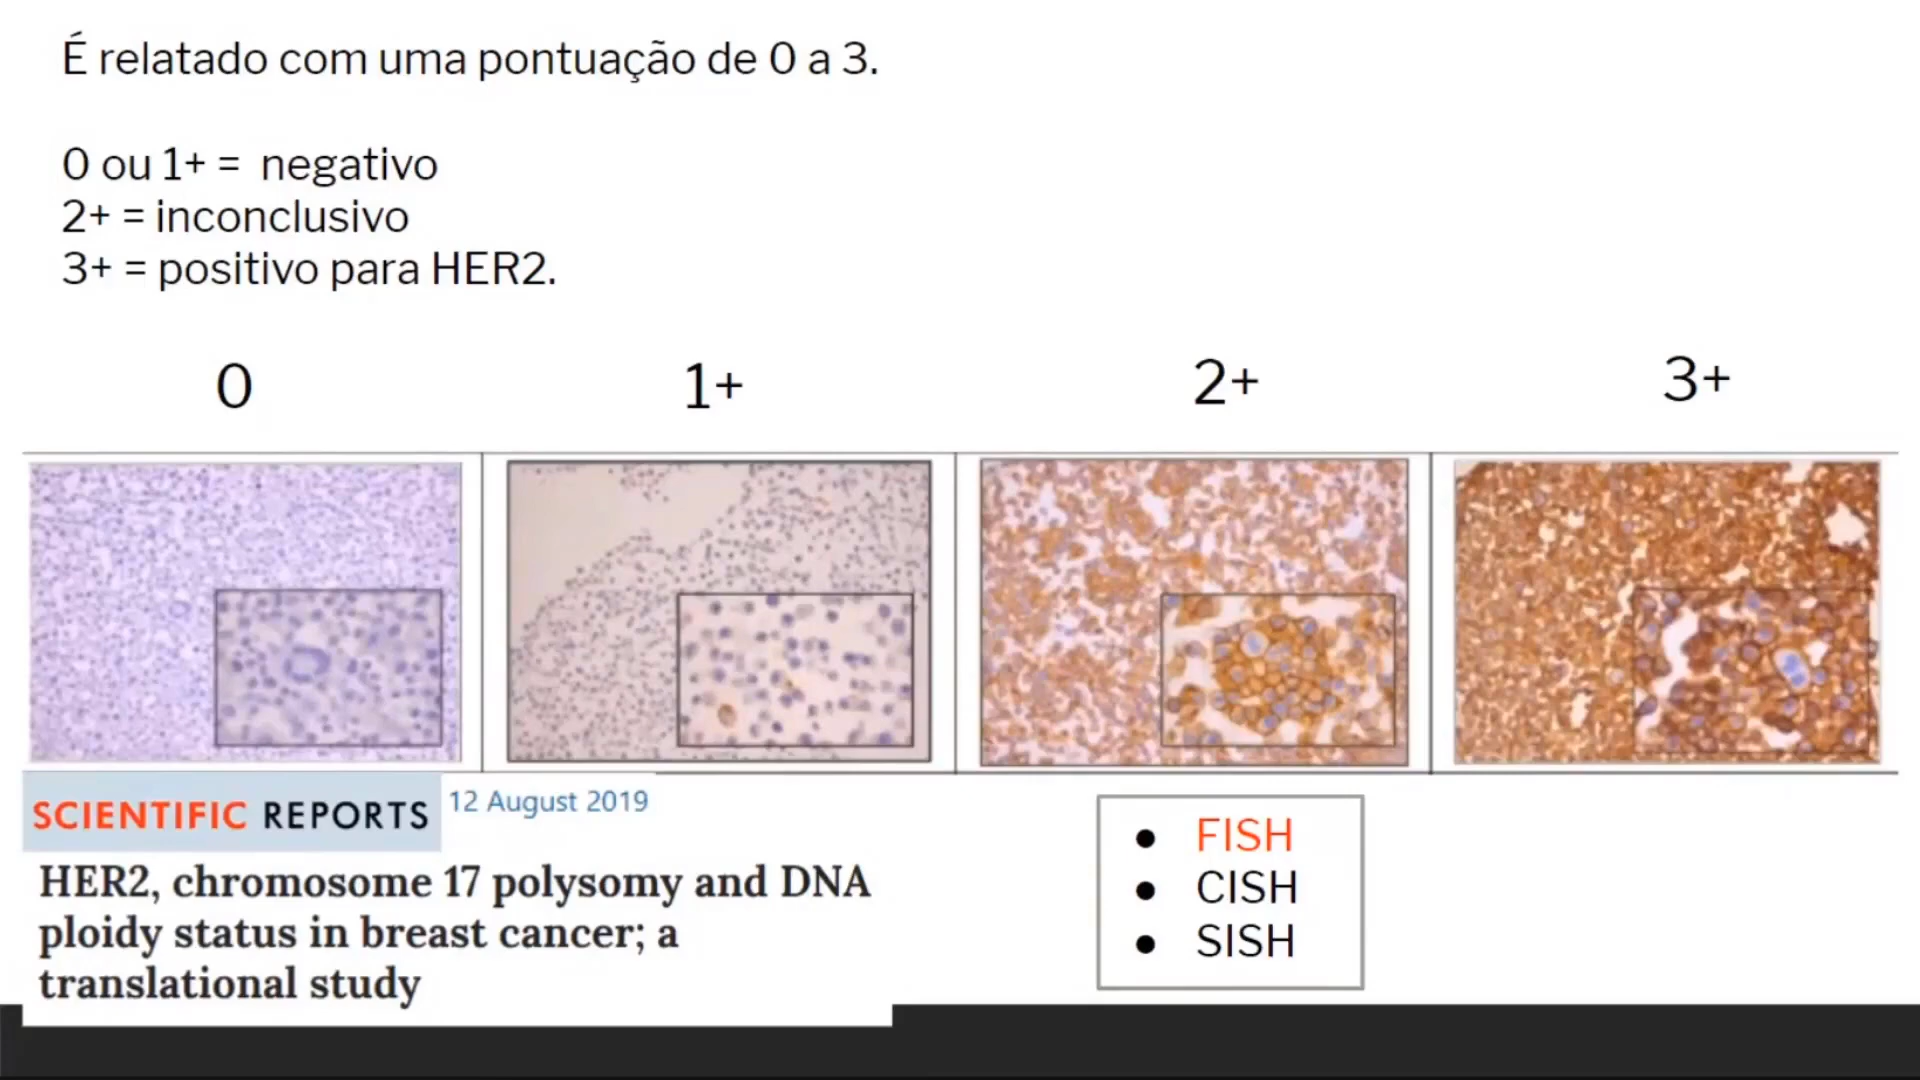 É relatado com uma pontuação de 0 a 3.
0 ou 1+ = negativo
2+ = inconclusivo
3+ = positivo para HER2.
0
1+
2+
3+
SCIENTIFIC REPORTS
12 August 2019
HER2, chromosome 17 polysomy and DNA
ploidy status in breast cancer; a
translational study
● FISH
● CISH
● SISH